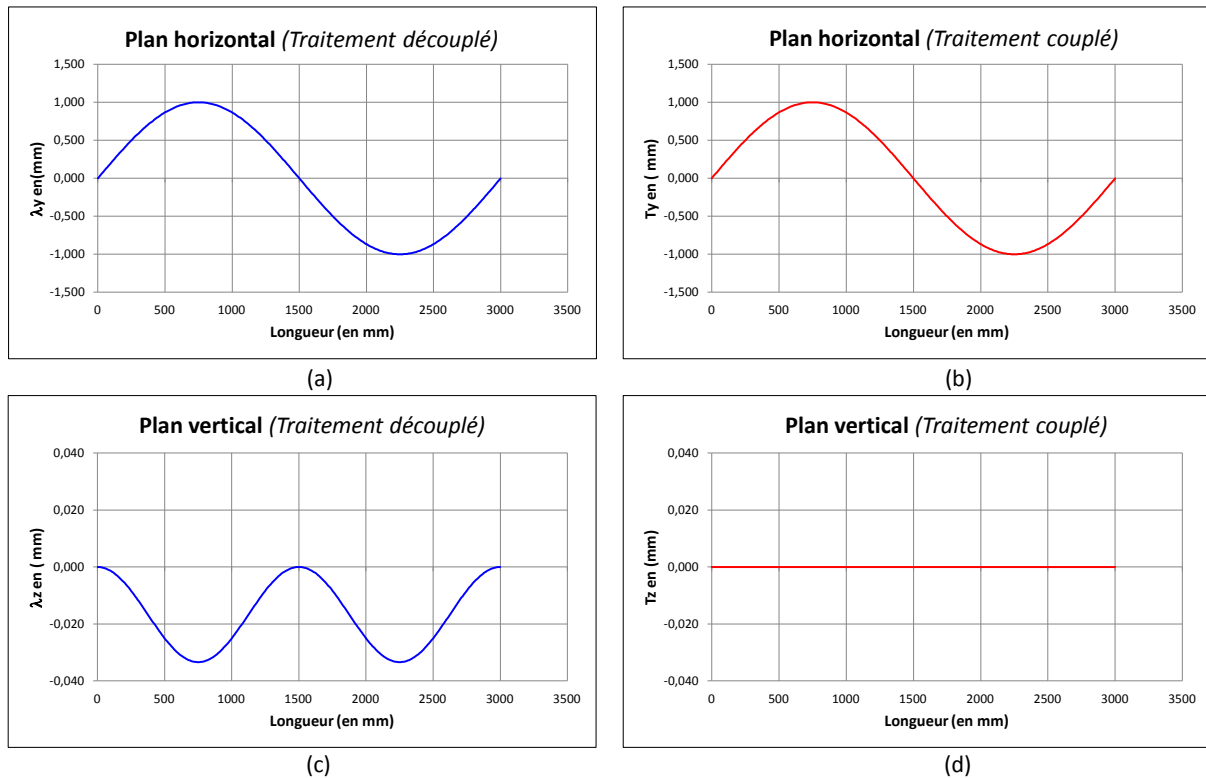 Plan horizontal (Traitement découplé)
1,500
1,000
0,500
0,000
-0,500
-1,000
-1,500
λy en(mm)
0 500 1000 1500 2000 2500 3000 3500
Longueur (en mm)
(a)
Plan horizontal (Traitement couplé)
1,500
1,000
0,500
0,000
-0,500
-1,000
-1,500
Ty en ( mm)
0 500 1000 1500 2000 2500 3000 3500
Longueur (en mm)
(b)
Plan vertical (Traitement découplé)
0,040
0,020
0,000
-0,020
-0,040
λz en ( mm)
0 500 1000 1500 2000 2500 3000 3500
Longueur (en mm)
(c)
Plan vertical (Traitement couplé)
0,040
0,020
0,000
-0,020
-0,040
Tz en (mm)
0 500 1000 1500 2000 2500 3000 3500
Longueur (en mm)
(d)